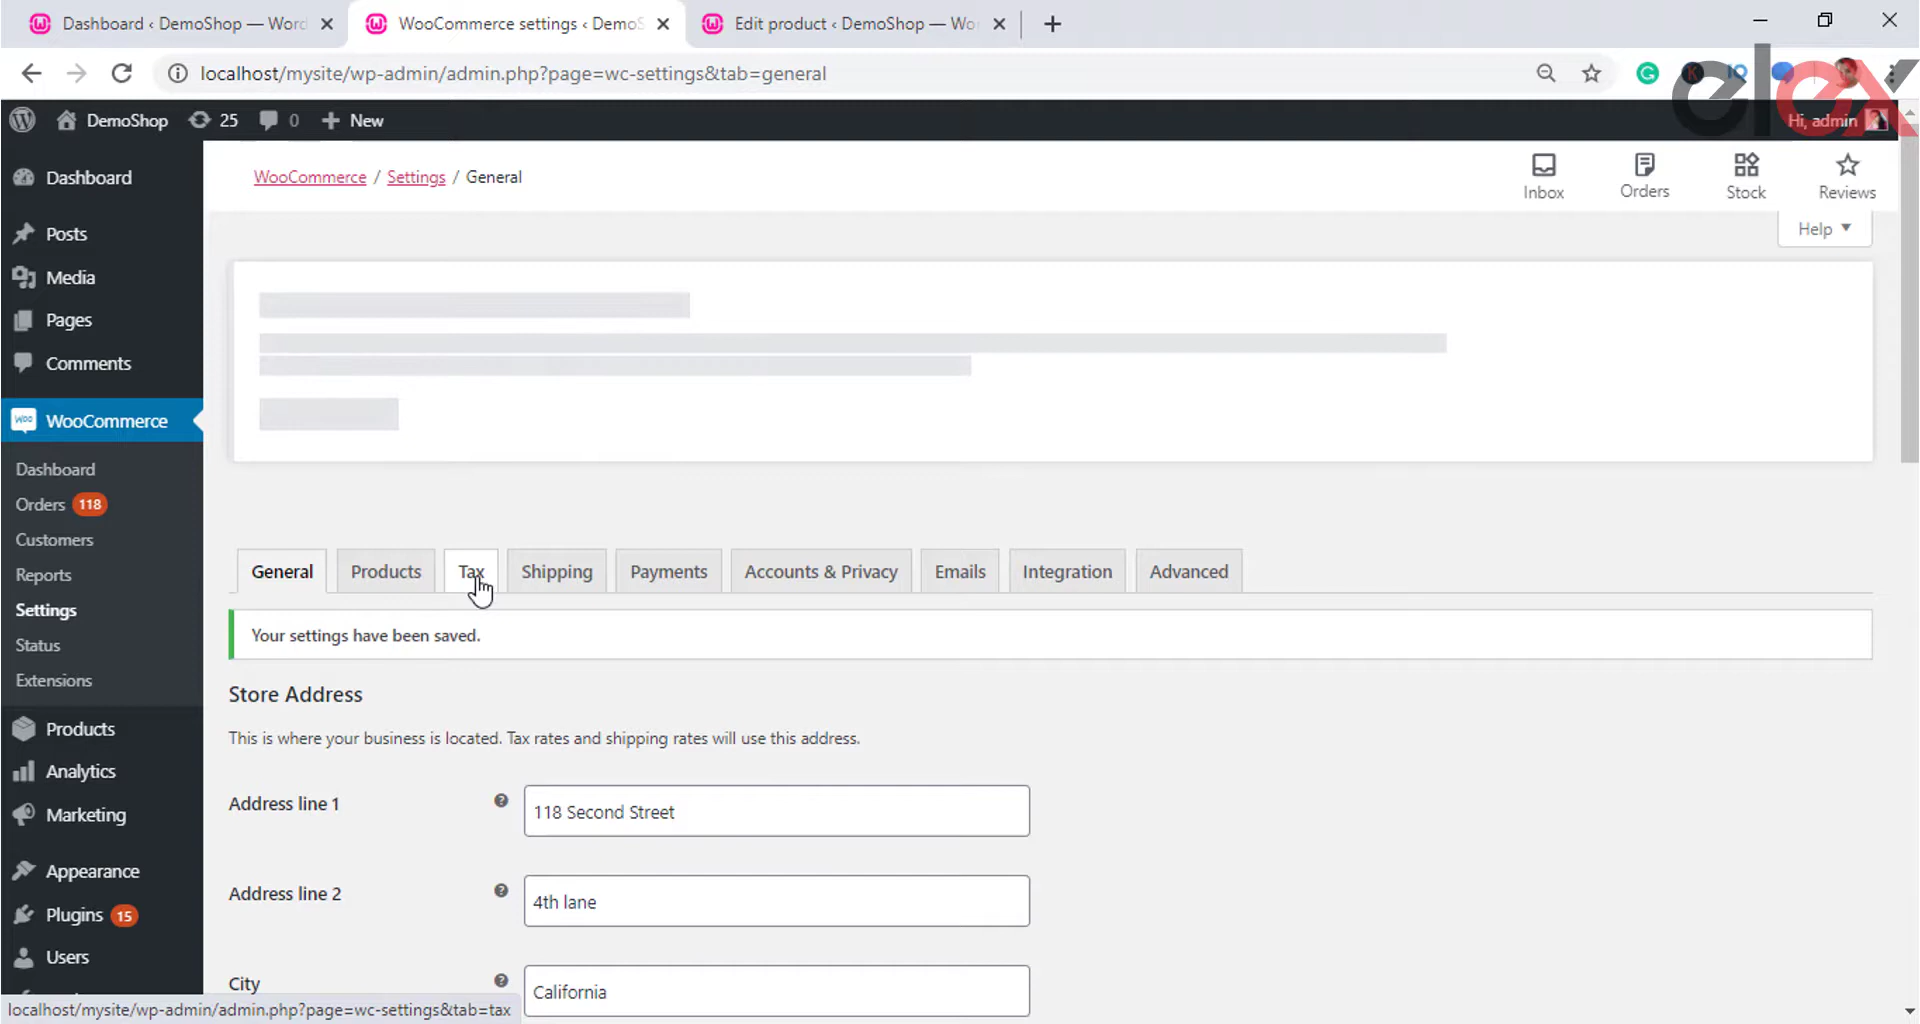 Dashboard ‹ DemoShop — Word
WooCommerce settings ‹ DemoS
Edit product ‹ DemoShop — Wo
localhost/mysite/wp-admin/admin.php?page=wc-settings&tab=general
elex
DemoShop 25 0 + New
Hi, admin
Dashboard
Posts
Media
Pages
Comments
WooCommerce
Dashboard
Orders 118
Customers
Reports
Settings
Status
Extensions
Products
Analytics
Marketing
Appearance
Plugins 15
Users
WooCommerce / Settings / General
Inbox
Orders
Stock
Reviews
Help
General
Products
Tax
Shipping
Payments
Accounts & Privacy
Emails
Integration
Advanced
Your settings have been saved.
Store Address
This is where your business is located. Tax rates and shipping rates will use this address.
Address line 1
118 Second Street
Address line 2
4th lane
City
California
localhost/mysite/wp-admin/admin.php?page=wc-settings&tab=tax